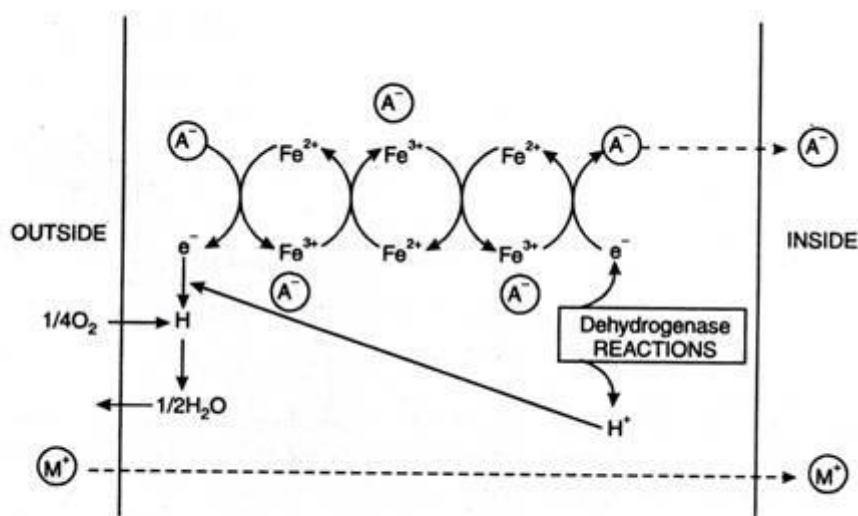 A⁻
A⁻ Fe²⁺ Fe³⁺ Fe²⁺ A⁻ A⁻
OUTSIDE INSIDE
e⁻ Fe³⁺ Fe²⁺ Fe³⁺ e⁻
A⁻ A⁻
1/4O₂ H
Dehydrogenase
REACTIONS
1/2H₂O
H⁺
M⁺ M⁺